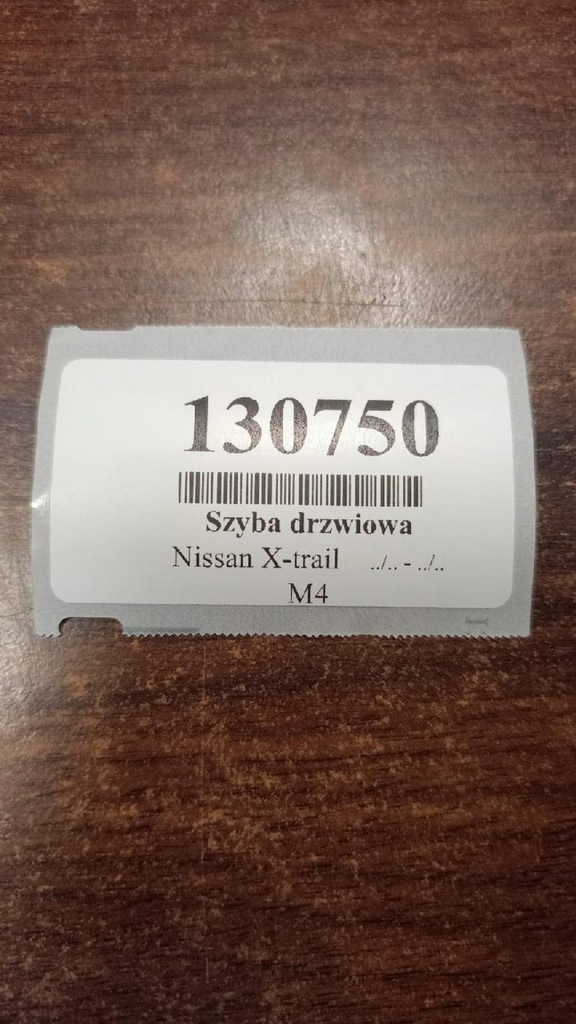 130750
Szyba drzwiowa
Nissan X-trail ../.. - ../..
M4